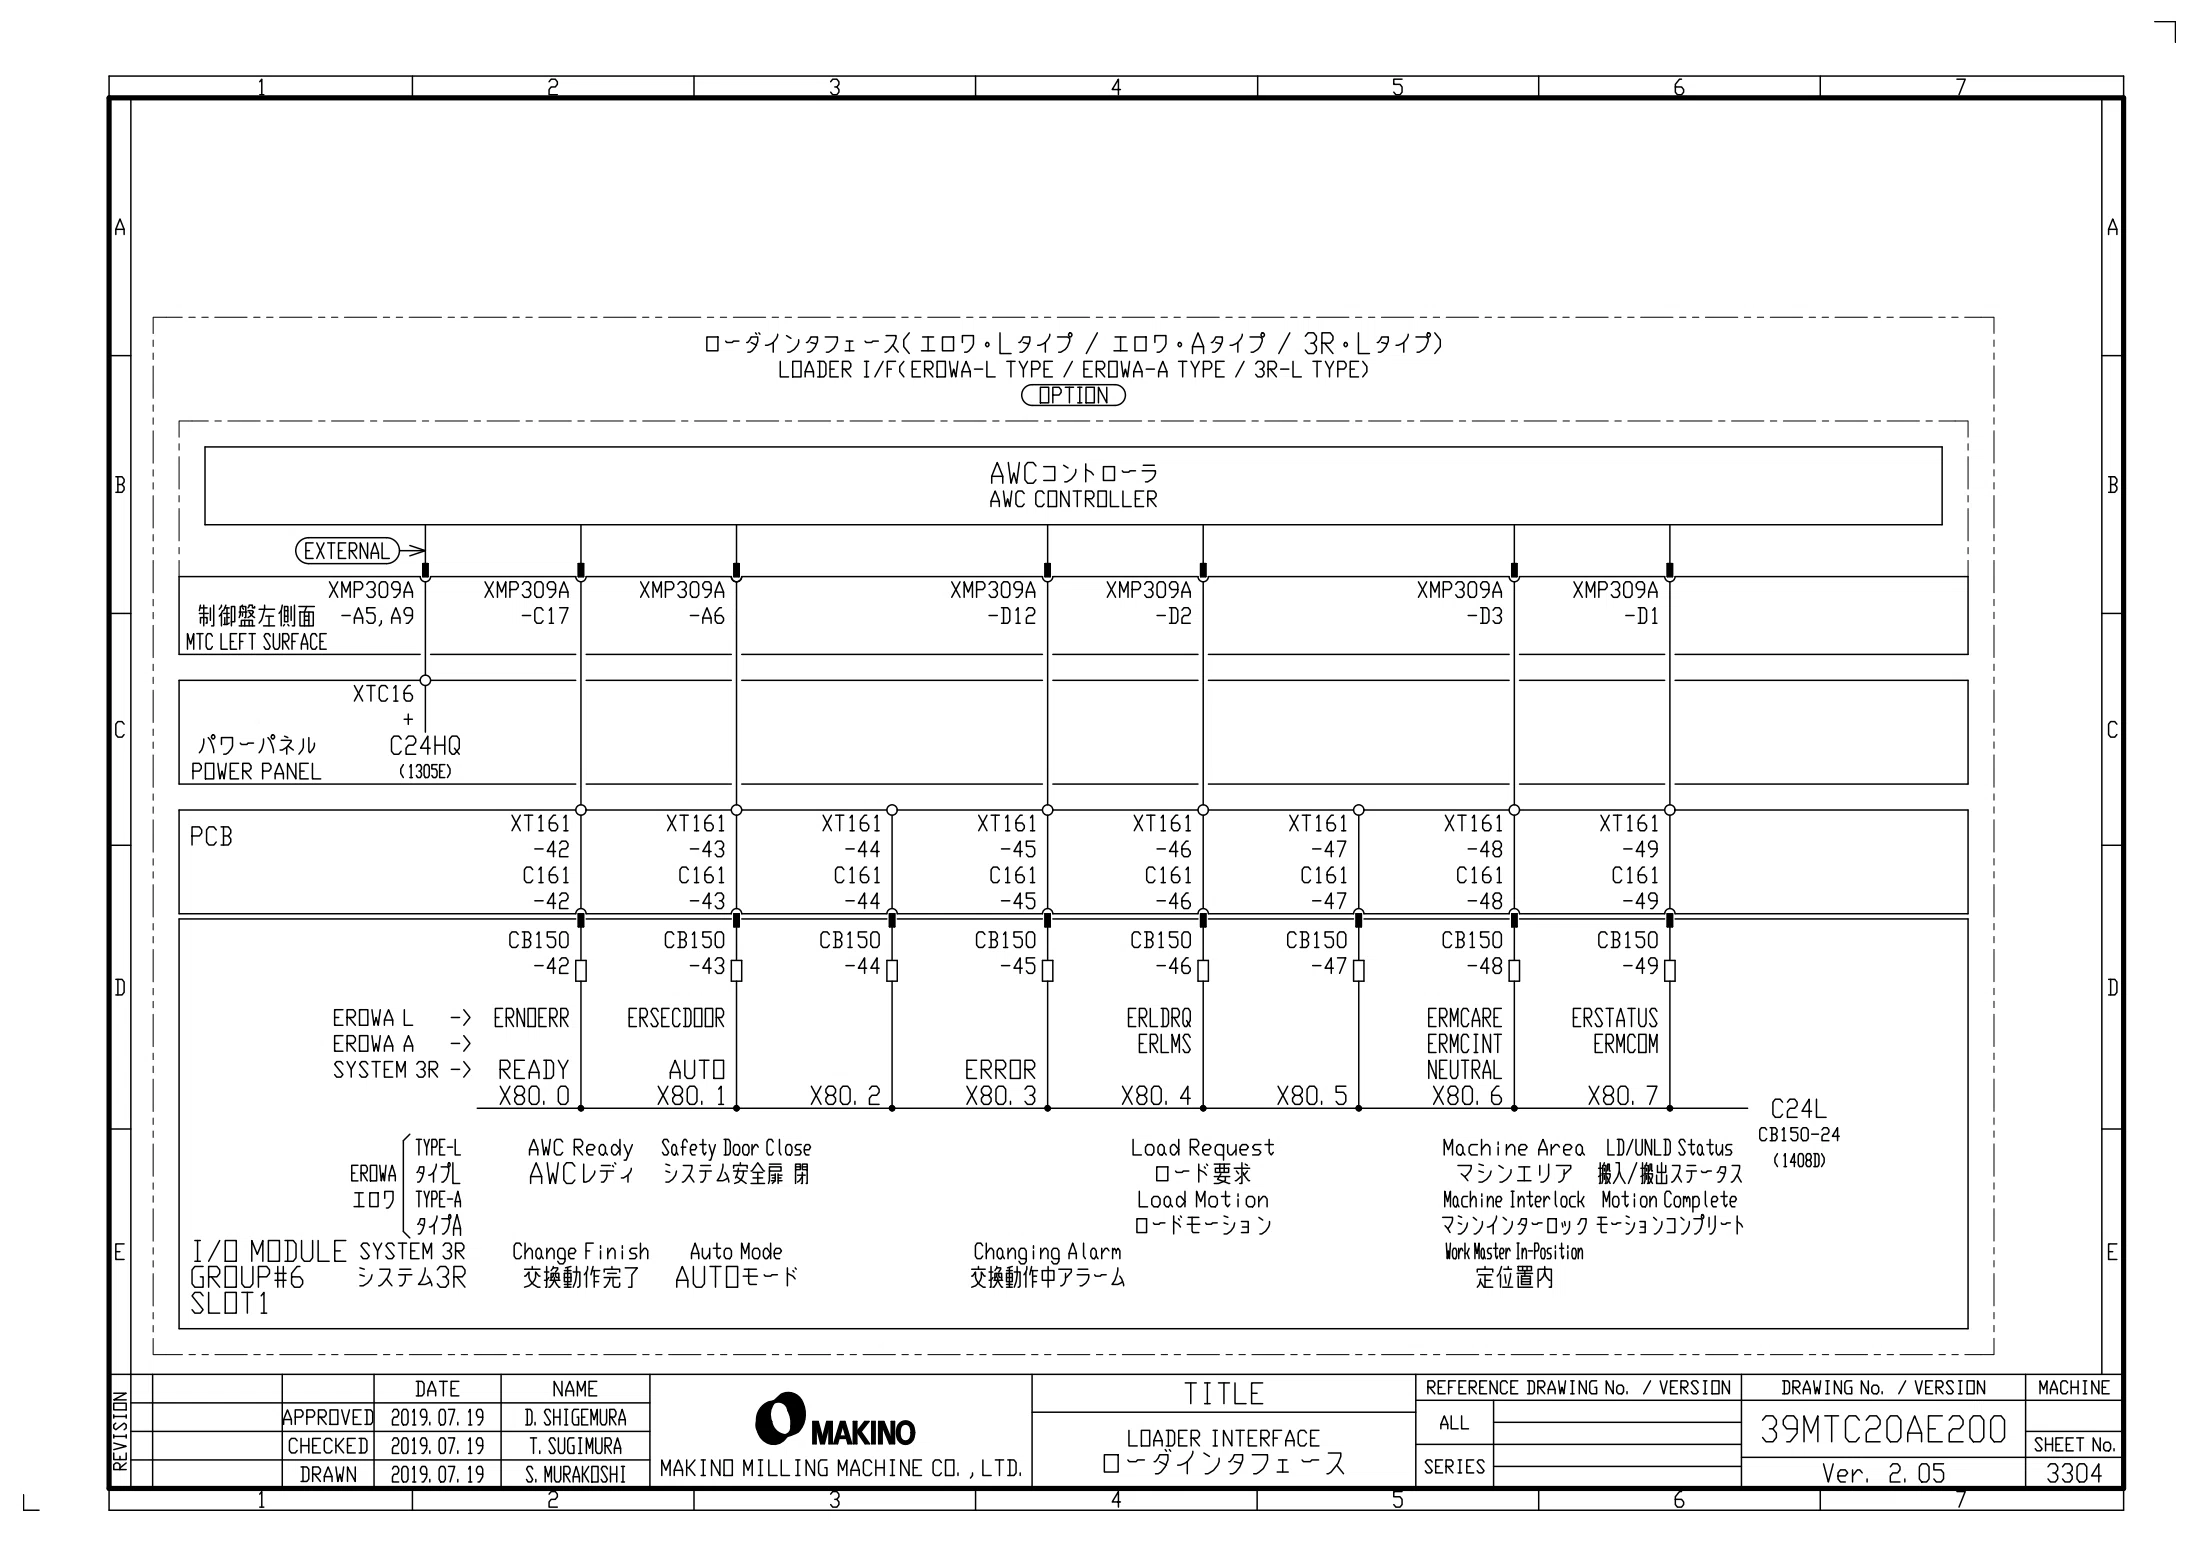 1 2 3 4 5 6 7
A A
ローダインタフェース(エロワ・Lタイプ / エロワ・Aタイプ / 3R・Lタイプ)
LOADER I/F(EROWA-L TYPE / EROWA-A TYPE / 3R-L TYPE)
OPTION
AWCコントローラ
B B
AWC CONTROLLER
EXTERNAL
XMP309A XMP309A XMP309A XMP309A XMP309A XMP309A XMP309A
制御盤左側面 -A5, A9 -C17 -A6 -D12 -D2 -D3 -D1
MTC LEFT SURFACE
XTC16
+
C C
パワーパネル C24HQ
POWER PANEL (1305E)
XT161 XT161 XT161 XT161 XT161 XT161 XT161 XT161
PCB
-42 -43 -44 -45 -46 -47 -48 -49
C161 C161 C161 C161 C161 C161 C161 C161
-42 -43 -44 -45 -46 -47 -48 -49
CB150 CB150 CB150 CB150 CB150 CB150 CB150 CB150
-42 -43 -44 -45 -46 -47 -48 -49
D D
EROWA L -> ERNOERR ERSECDOOR ERLDRQ ERMCARE ERSTATUS
EROWA A -> ERLMS ERMCINT ERMCOM
SYSTEM 3R -> READY AUTO ERROR NEUTRAL
X80. 0 X80. 1 X80. 2 X80. 3 X80. 4 X80. 5 X80. 6 X80. 7
C24L
CB150-24
(1408D)
TYPE-L AWC Ready Safety Door Close Load Request Machine Area LD/UNLD Status
EROWA タイプL AWCレディ システム安全扉 閉 ロード要求 マシンエリア 搬入/搬出ステータス
エロワ TYPE-A Load Motion Machine Interlock Motion Complete
タイプA ロードモーション マシンインターロック モーションコンプリート
E E
I/O MODULE SYSTEM 3R Change Finish Auto Mode Changing Alarm Work Master In-Position
GROUP#6 システム3R 交換動作完了 AUTOモード 交換動作中アラーム 定位置内
SLOT1
REVISION
DATE NAME
APPROVED 2019. 07. 19 D. SHIGEMURA
CHECKED 2019. 07. 19 T. SUGIMURA
DRAWN 2019. 07. 19 S. MURAKOSHI
MAKINO
MAKINO MILLING MACHINE CO. , LTD.
TITLE
LOADER INTERFACE
ローダインタフェース
REFERENCE DRAWING No. / VERSION
ALL
SERIES
DRAWING No. / VERSION
39MTC20AE200
Ver. 2. 05
MACHINE
SHEET No.
3304
1 2 3 4 5 6 7